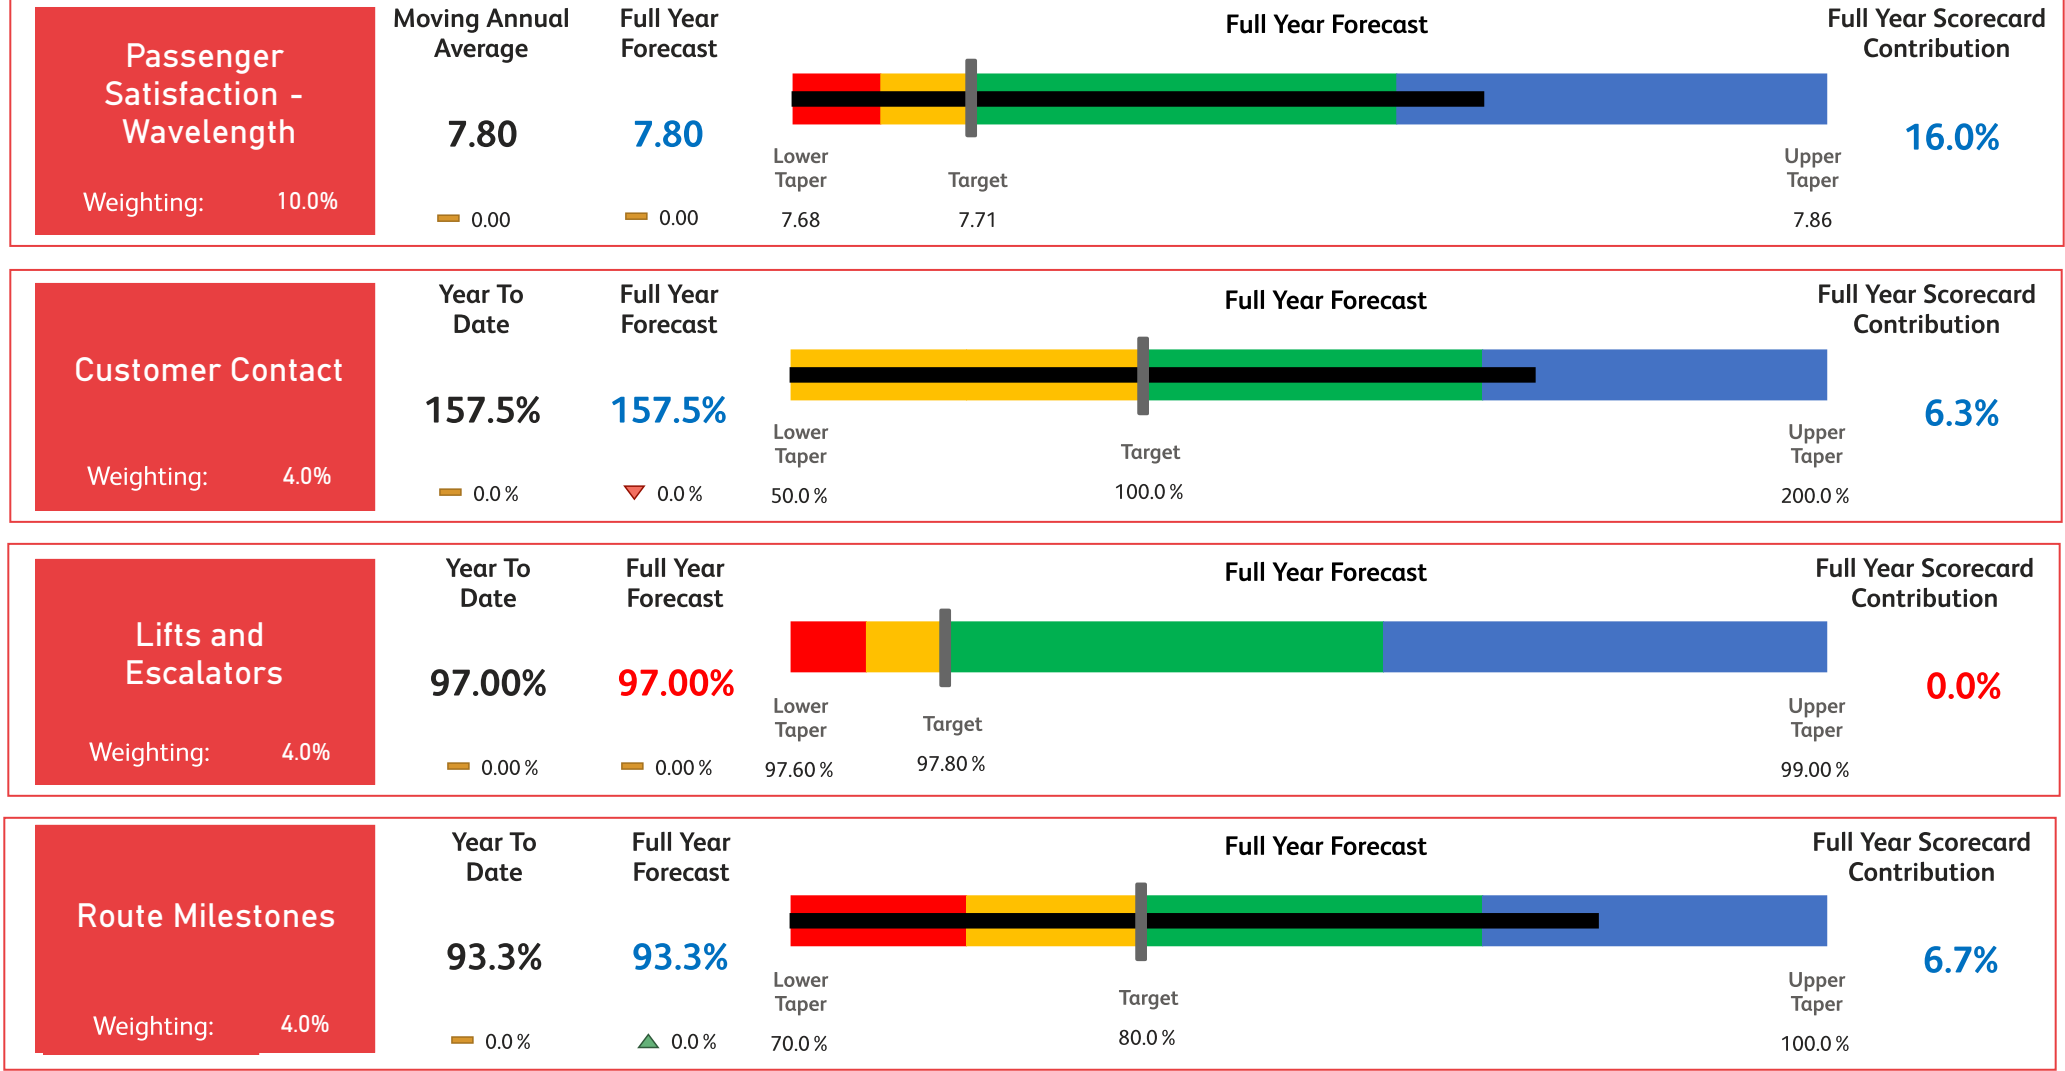 Passenger
Satisfaction -
Wavelength
Weighting: 10.0%
Moving Annual
Average
7.80
0.00
Full Year
Forecast
7.80
0.00
Full Year Forecast
Lower
Taper
7.68
Target
7.71
Upper
Taper
7.86
Full Year Scorecard
Contribution
16.0%
Customer Contact
Weighting: 4.0%
Year To
Date
157.5%
0.0 %
Full Year
Forecast
157.5%
0.0 %
Full Year Forecast
Lower
Taper
50.0 %
Target
100.0 %
Upper
Taper
200.0 %
Full Year Scorecard
Contribution
6.3%
Lifts and
Escalators
Weighting: 4.0%
Year To
Date
97.00%
0.00 %
Full Year
Forecast
97.00%
0.00 %
Full Year Forecast
Lower
Taper
97.60 %
Target
97.80 %
Upper
Taper
99.00 %
Full Year Scorecard
Contribution
0.0%
Route Milestones
Weighting: 4.0%
Year To
Date
93.3%
0.0 %
Full Year
Forecast
93.3%
0.0 %
Full Year Forecast
Lower
Taper
70.0 %
Target
80.0 %
Upper
Taper
100.0 %
Full Year Scorecard
Contribution
6.7%